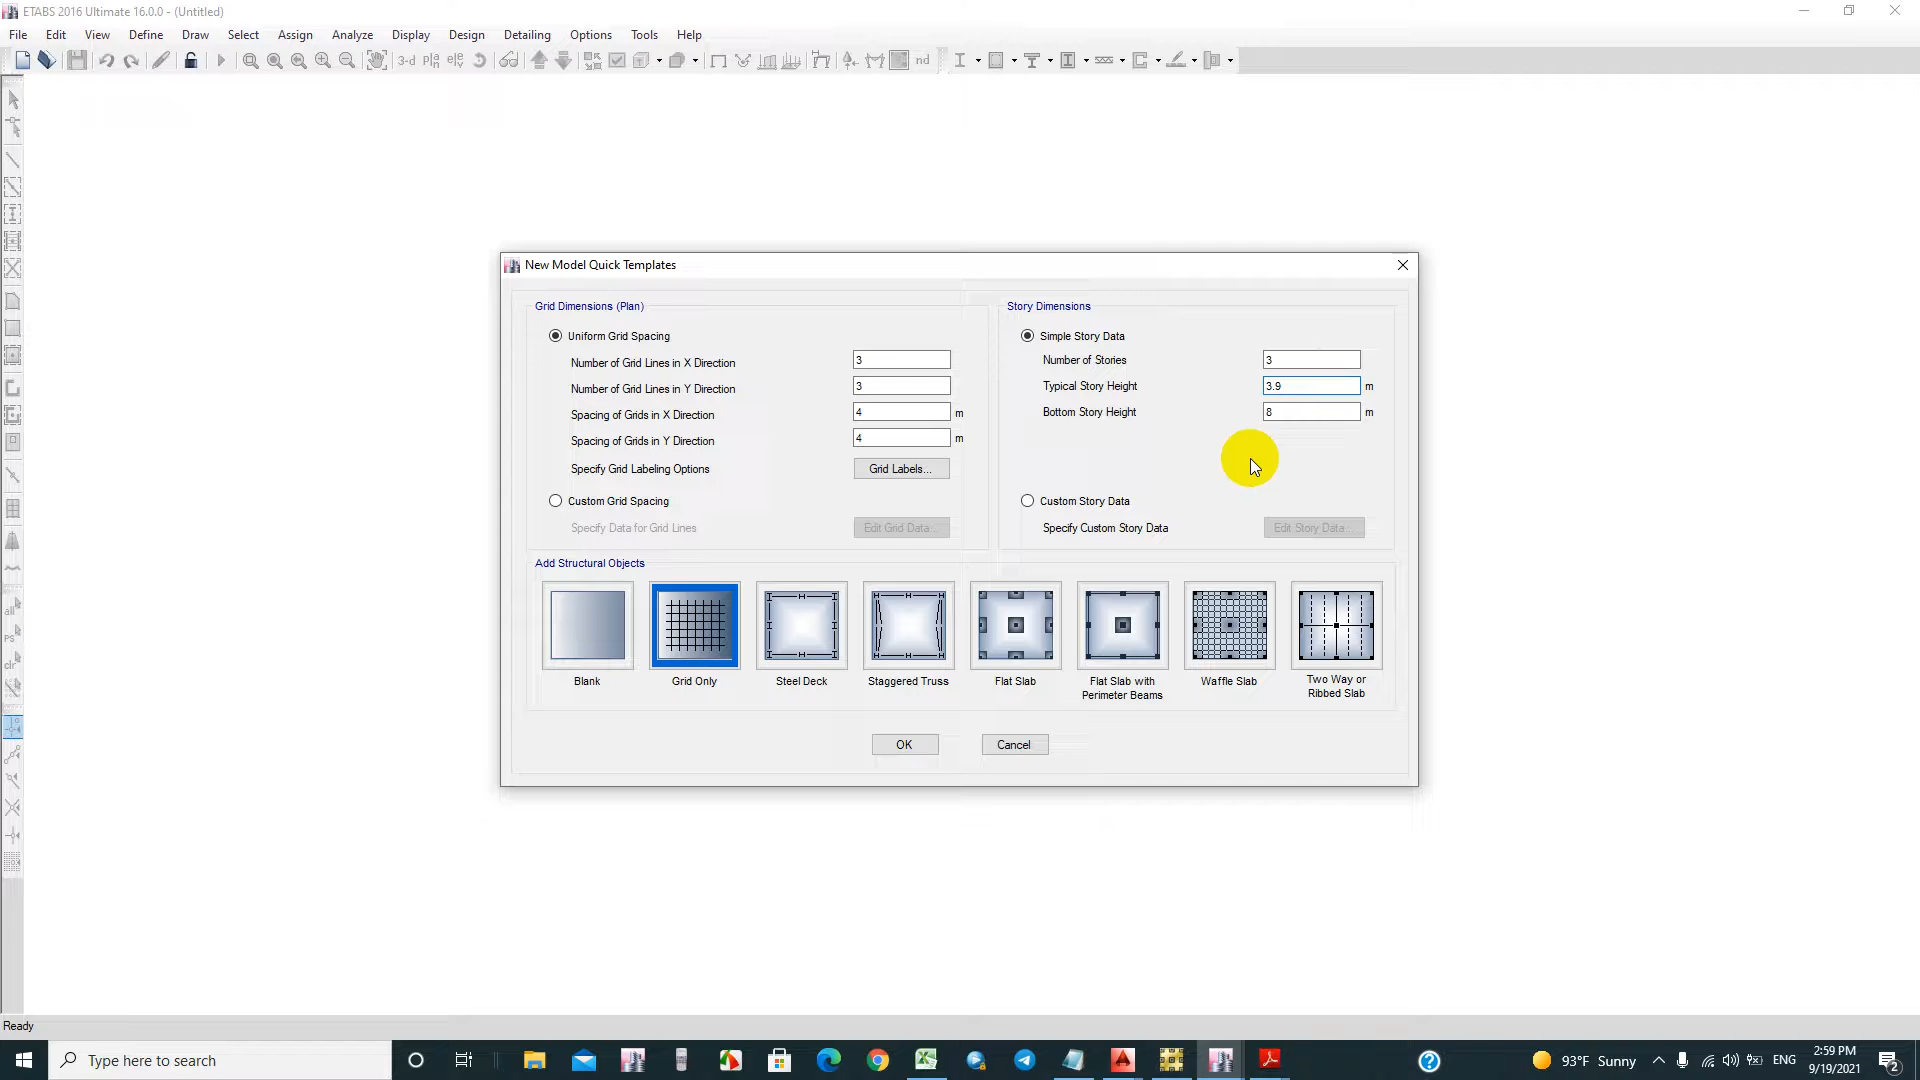 ETABS 2016 Ultimate 16.0.0 - (Untitled)
File Edit View Define Draw Select Assign Analyze Display Design Detailing Options Tools Help
3-d nd
New Model Quick Templates
Grid Dimensions (Plan)
Uniform Grid Spacing
Number of Grid Lines in X Direction 3
Number of Grid Lines in Y Direction 3
Spacing of Grids in X Direction 4 m
Spacing of Grids in Y Direction 4 m
Specify Grid Labeling Options Grid Labels...
Custom Grid Spacing
Specify Data for Grid Lines Edit Grid Data...
Story Dimensions
Simple Story Data
Number of Stories 3
Typical Story Height 3.9 m
Bottom Story Height 8 m
Custom Story Data
Specify Custom Story Data Edit Story Data...
Add Structural Objects
Blank
Grid Only
Steel Deck
Staggered Truss
Flat Slab
Flat Slab with
Perimeter Beams
Waffle Slab
Two Way or
Ribbed Slab
OK Cancel
all
PS
clr
Ready
Type here to search
93°F Sunny
ENG
2:59 PM
9/19/2021
2